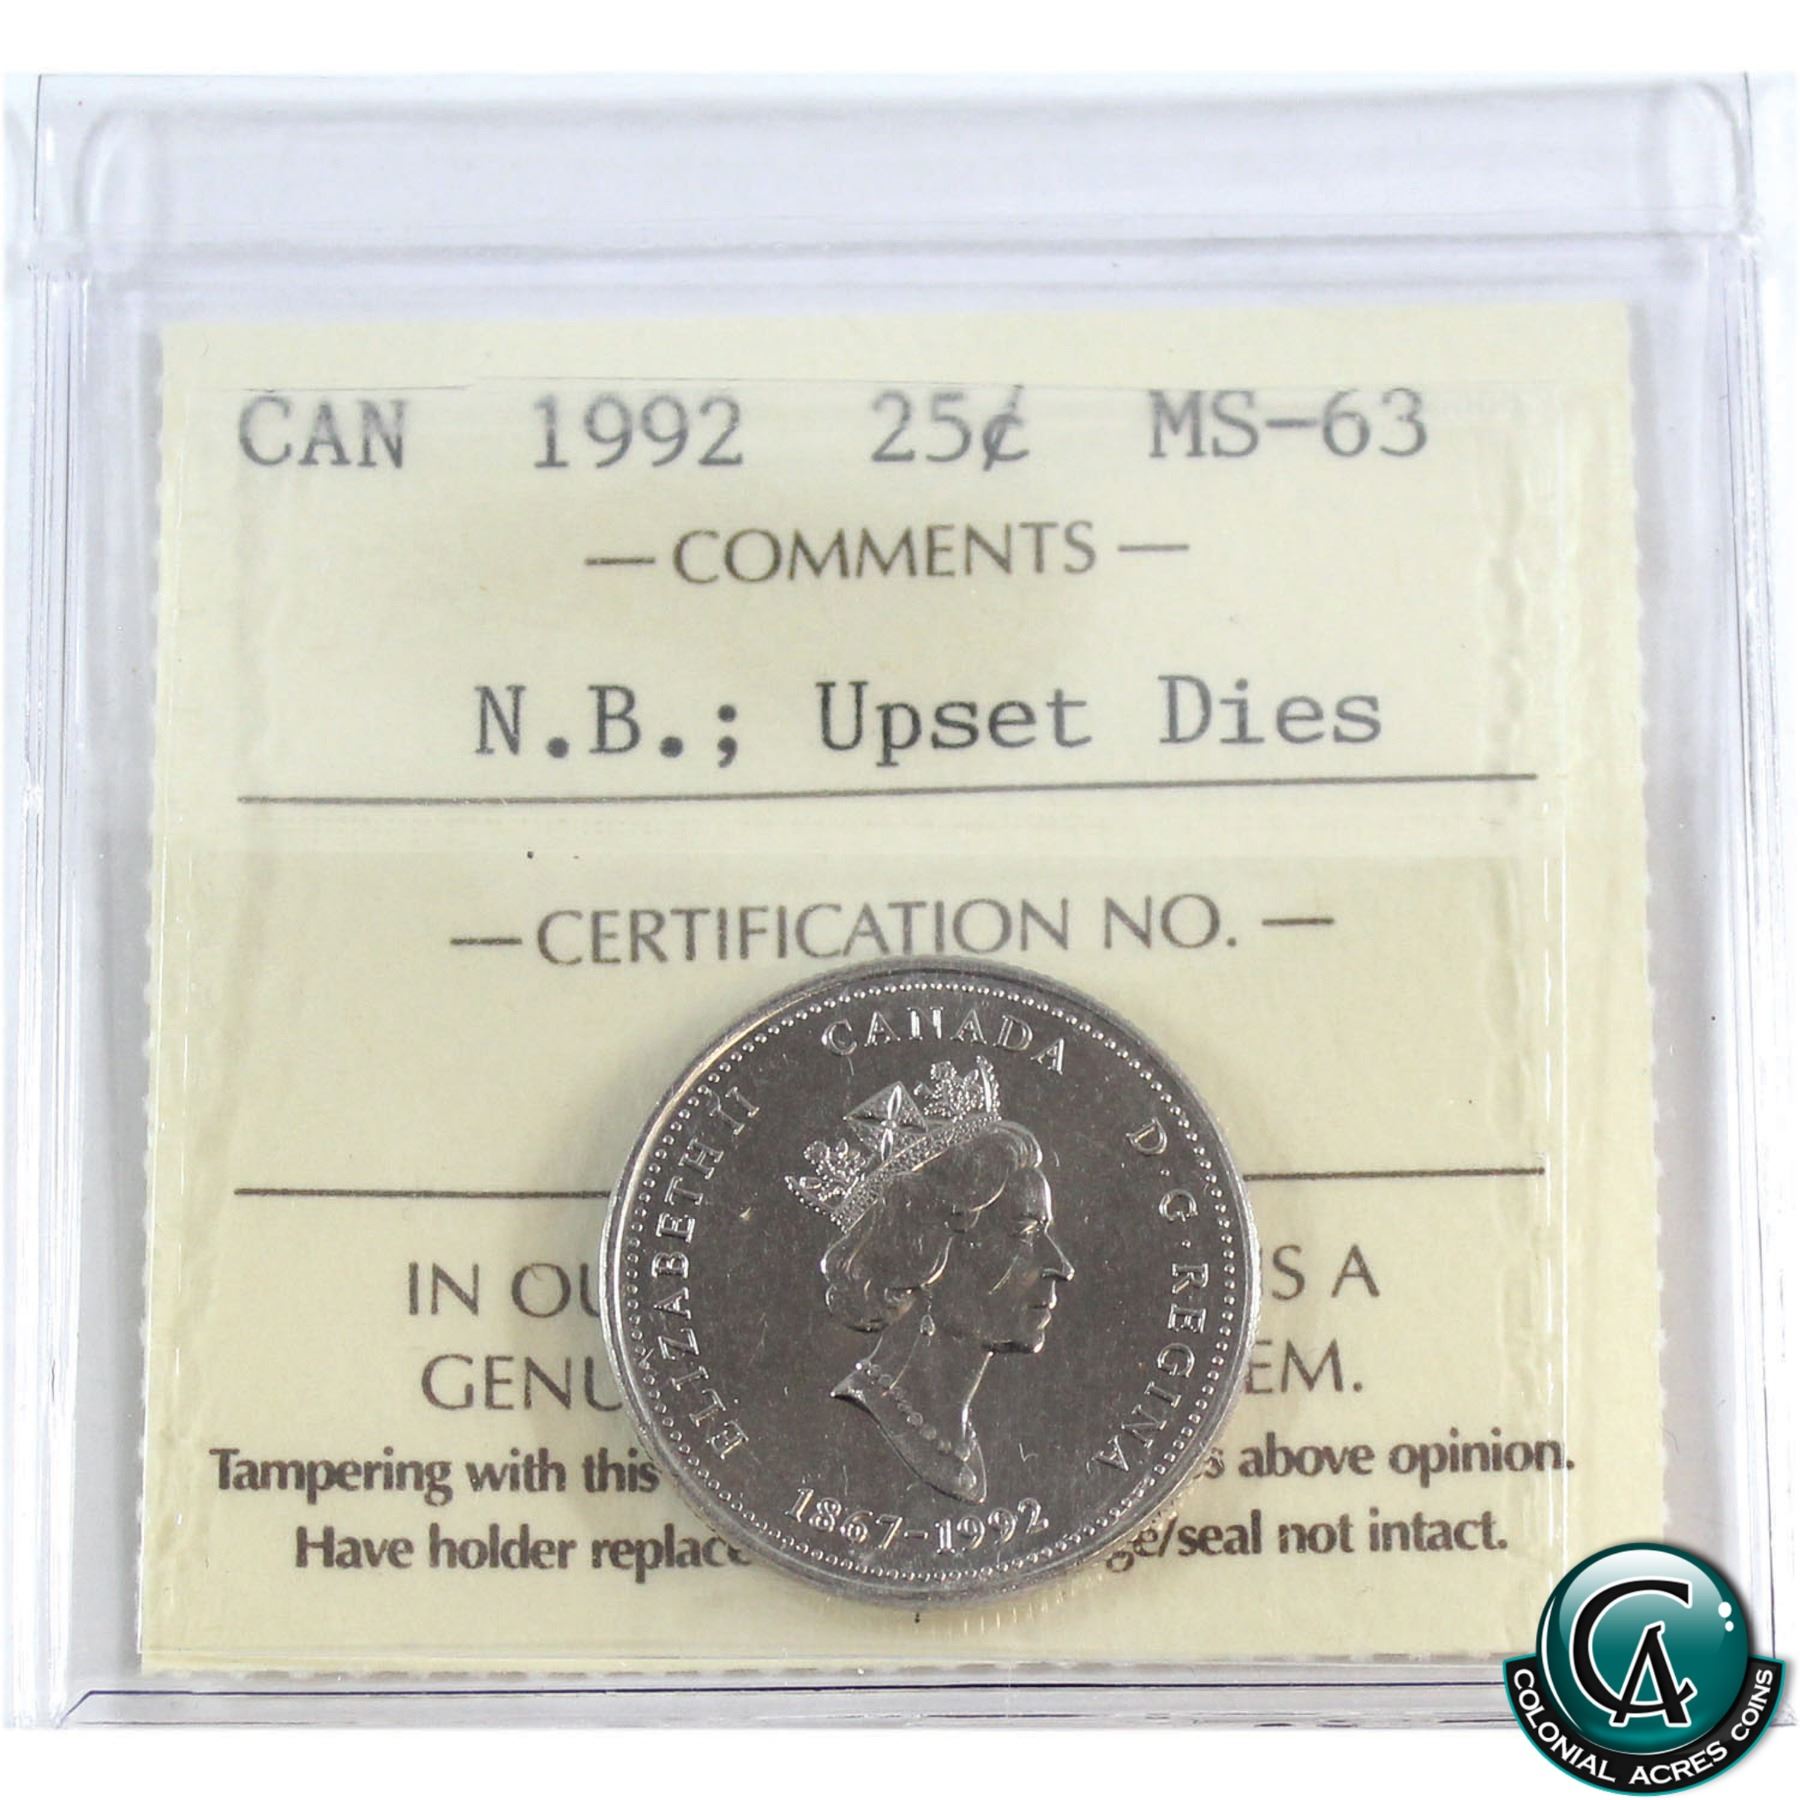 CAN 1992 25¢ MS-63
— COMMENTS —
N.B.; Upset Dies
— CERTIFICATION NO. —
IN OU S A
GENU EM.
Tampering with this s above opinion.
Have holder replac ge/seal not intact.
ELIZABETH II CANADA D·G·REGINA
1867-1992
CA
COLONIAL ACRES COINS